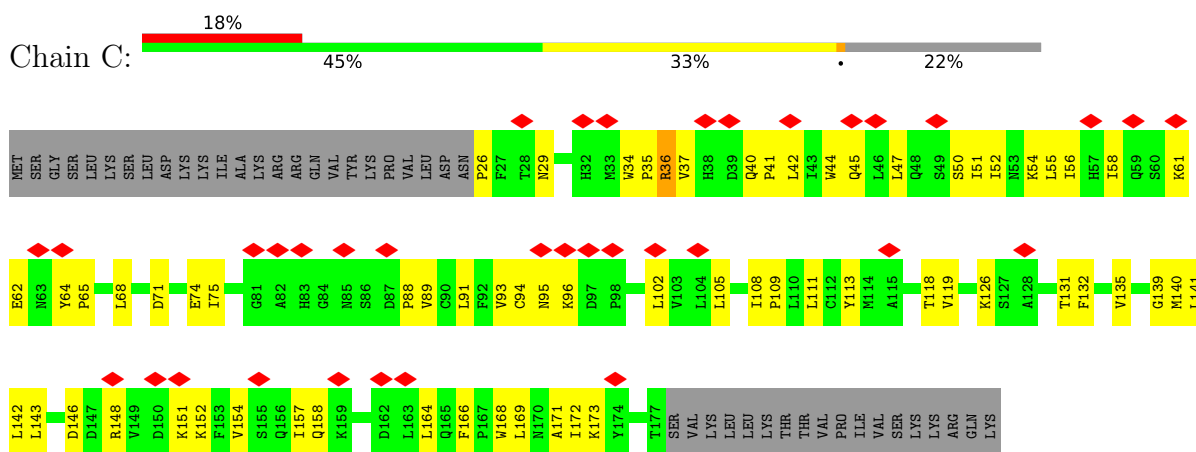 18%
Chain C:
45% 33% • 22%
MET SER GLY SER LEU LYS SER LEU ASP LYS LYS ILE ALA LYS ARG ARG GLN VAL TYR LYS PRO VAL LEU ASP ASN P26 F27 T28 N29 H32 M33 W34 P35 R36 V37 H38 D39 Q40 P41 L42 I43 W44 Q45 L46 L47 Q48 S49 S50 I51 I52 N53 K54 L55 I56 H57 I58 Q59 S60 K61
E62 N63 Y64 P65 L68 D71 E74 I75 G81 A82 H83 G84 N85 S86 D87 P88 V89 C90 L91 F92 V93 C94 N95 K96 D97 P98 L102 V103 L104 L105 I108 P109 L110 L111 C112 Y113 M114 A115 T118 V119 K126 S127 A128 T131 F132 V135 G139 M140 L141
L142 L143 D146 D147 R148 V149 D150 K151 K152 F153 V154 S155 Q156 I157 Q158 K159 D162 L163 L164 Q165 F166 P167 W168 L169 N170 A171 I172 K173 Y174 T177 SER VAL LYS LEU LEU LYS THR THR VAL PRO ILE VAL SER LYS LYS ARG GLN LYS